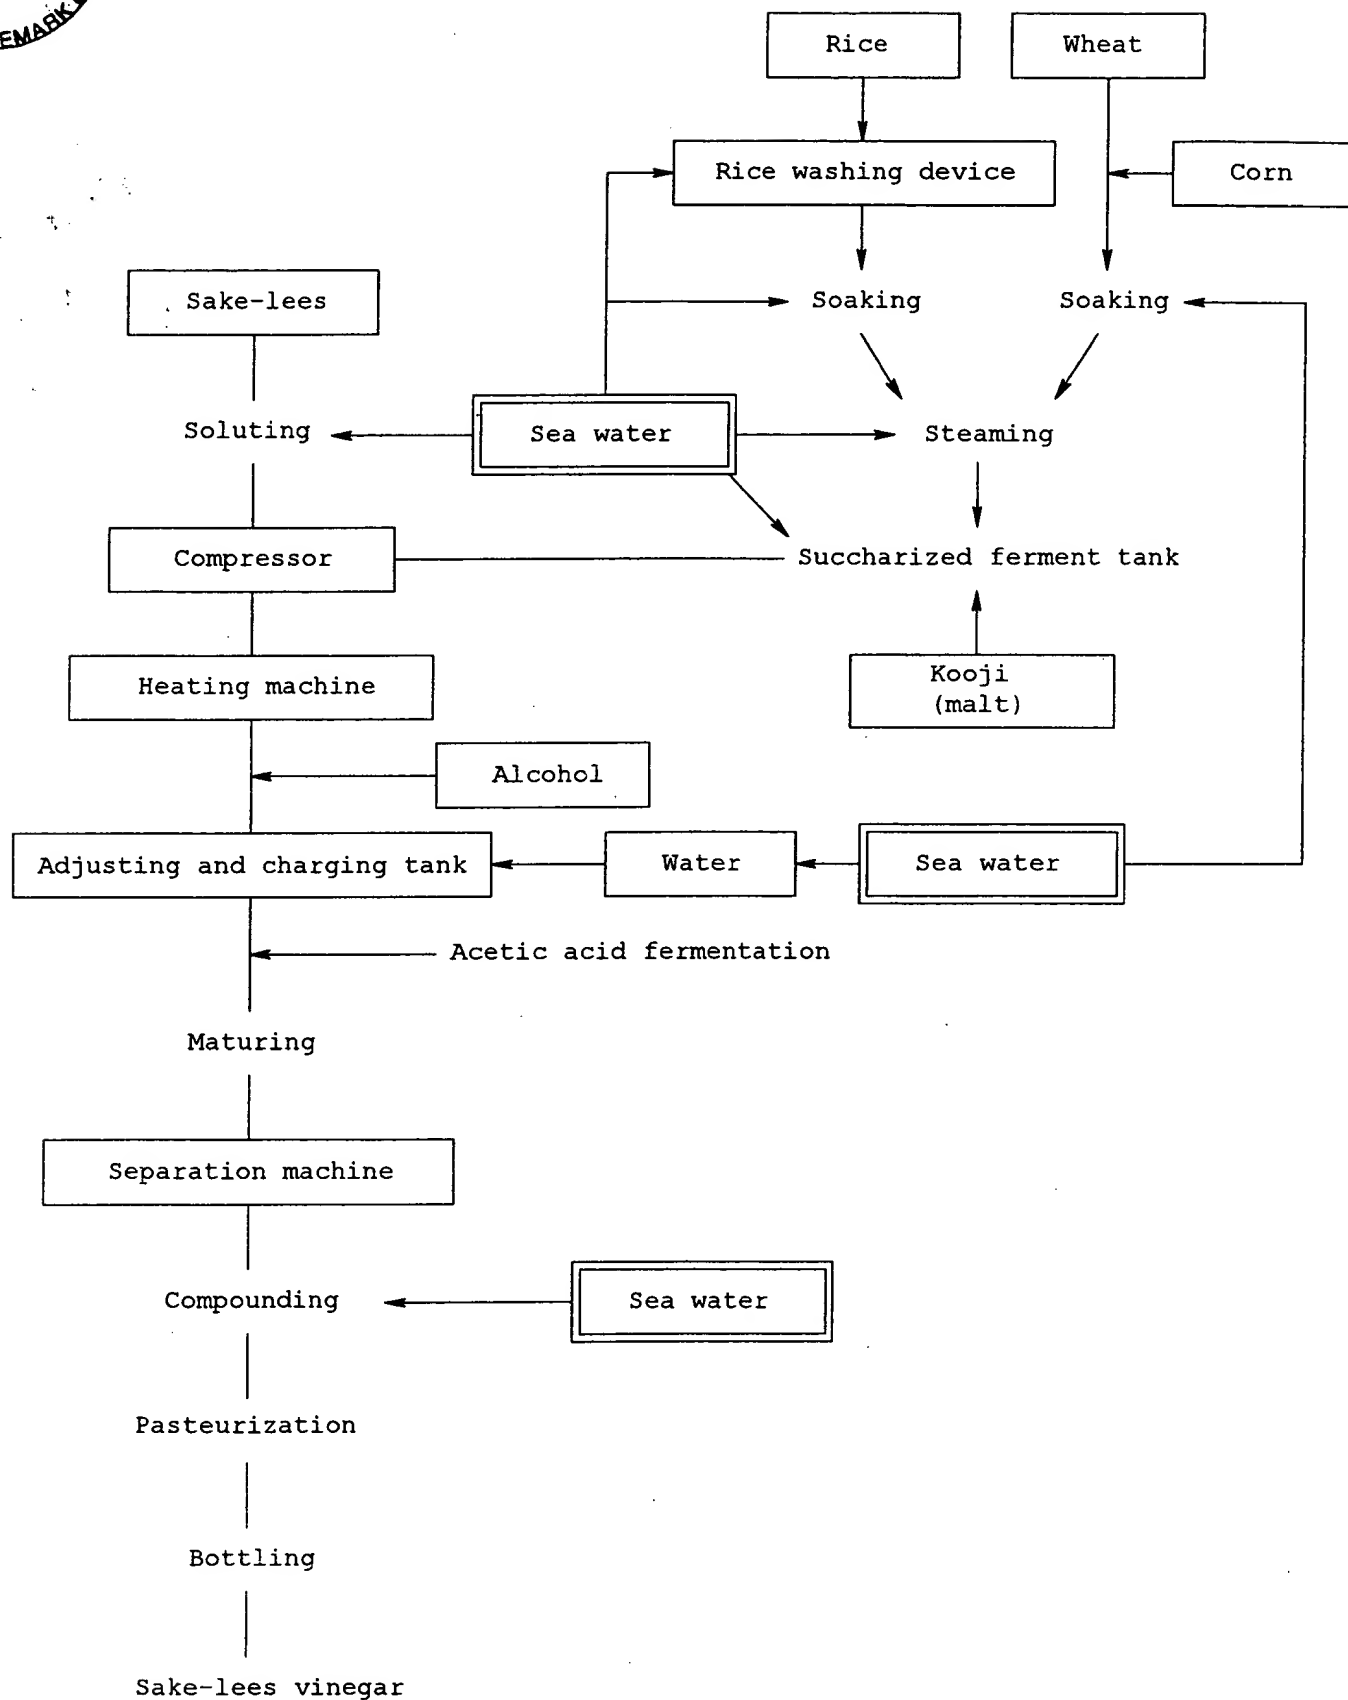 EMARK
Rice
Wheat
Rice washing device
Corn
Sake-lees
Soaking
Soaking
Soluting
Sea water
Steaming
Compressor
Succharized ferment tank
Heating machine
Kooji
(malt)
Alcohol
Adjusting and charging tank
Water
Sea water
Acetic acid fermentation
Maturing
Separation machine
Compounding
Sea water
Pasteurization
Bottling
Sake-lees vinegar